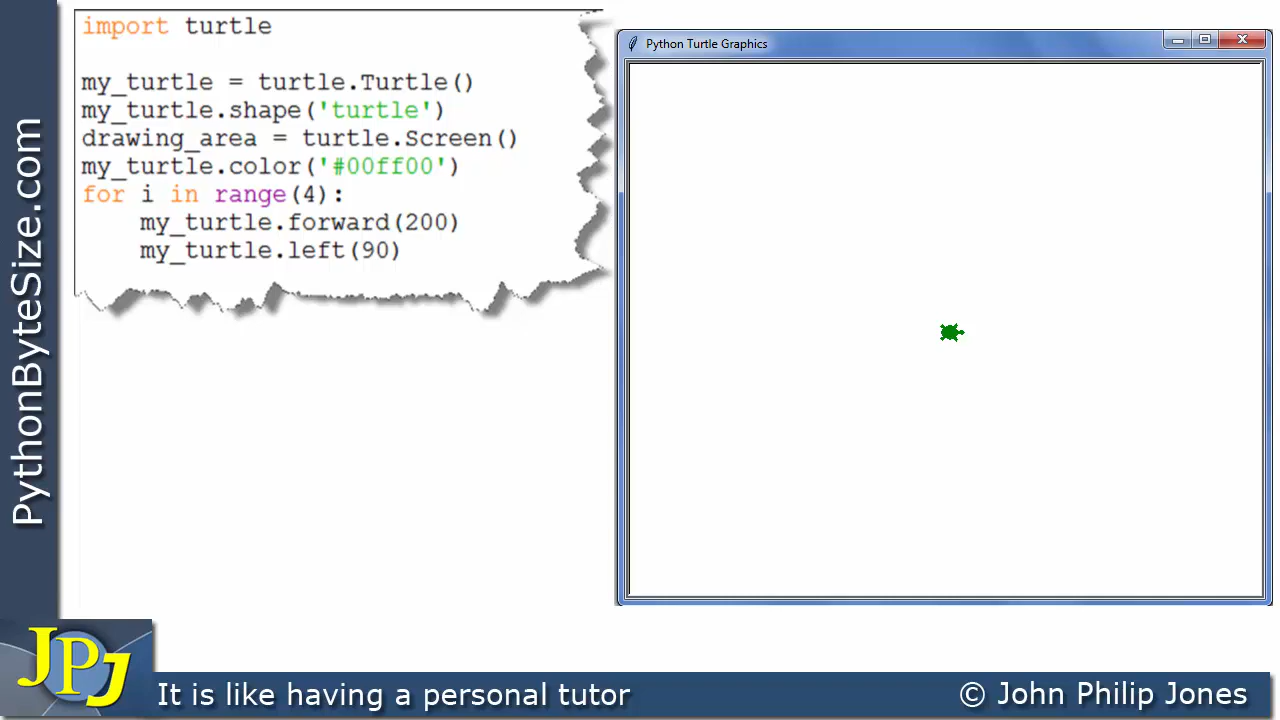 import turtle
my_turtle = turtle.Turtle()
my_turtle.shape('turtle')
drawing_area = turtle.Screen()
my_turtle.color('#00ff00')
for i in range(4):
    my_turtle.forward(200)
    my_turtle.left(90)
Python Turtle Graphics
PythonByteSize.com
JPJ
It is like having a personal tutor
© John Philip Jones